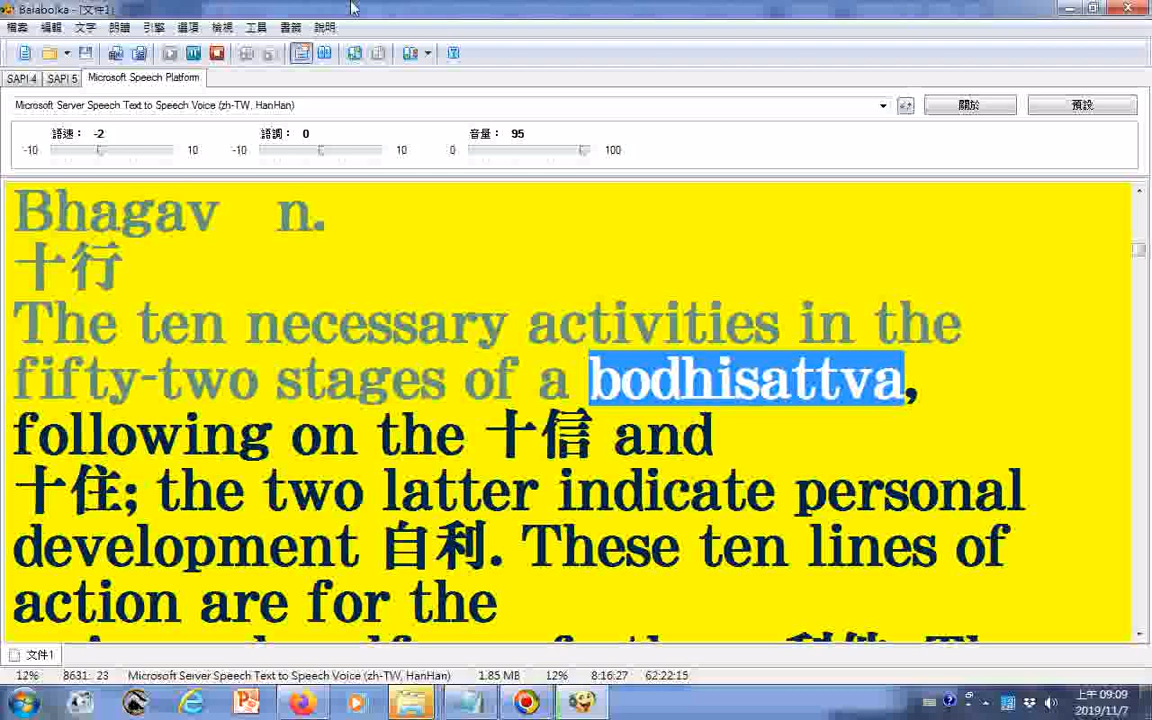 Balabolka - [文件1]
檔案 編輯 文字 朗讀 引擎 選項 檢視 工具 書籤 說明
SAPI 4 SAPI 5 Microsoft Speech Platform
Microsoft Server Speech Text to Speech Voice (zh-TW, HanHan) 關於 預設
語速： -2 語調： 0 音量： 95
-10 10 -10 10 0 100
Bhagav n.
十行
The ten necessary activities in the
fifty-two stages of a bodhisattva,
following on the 十信 and
十住; the two latter indicate personal
development 自利. These ten lines of
action are for the
利他. Th
文件1
12% 8631: 23 Microsoft Server Speech Text to Speech Voice (zh-TW, HanHan) 1.85 MB 12% 8:16:27 62:22:15
上午 09:09
2019/11/7